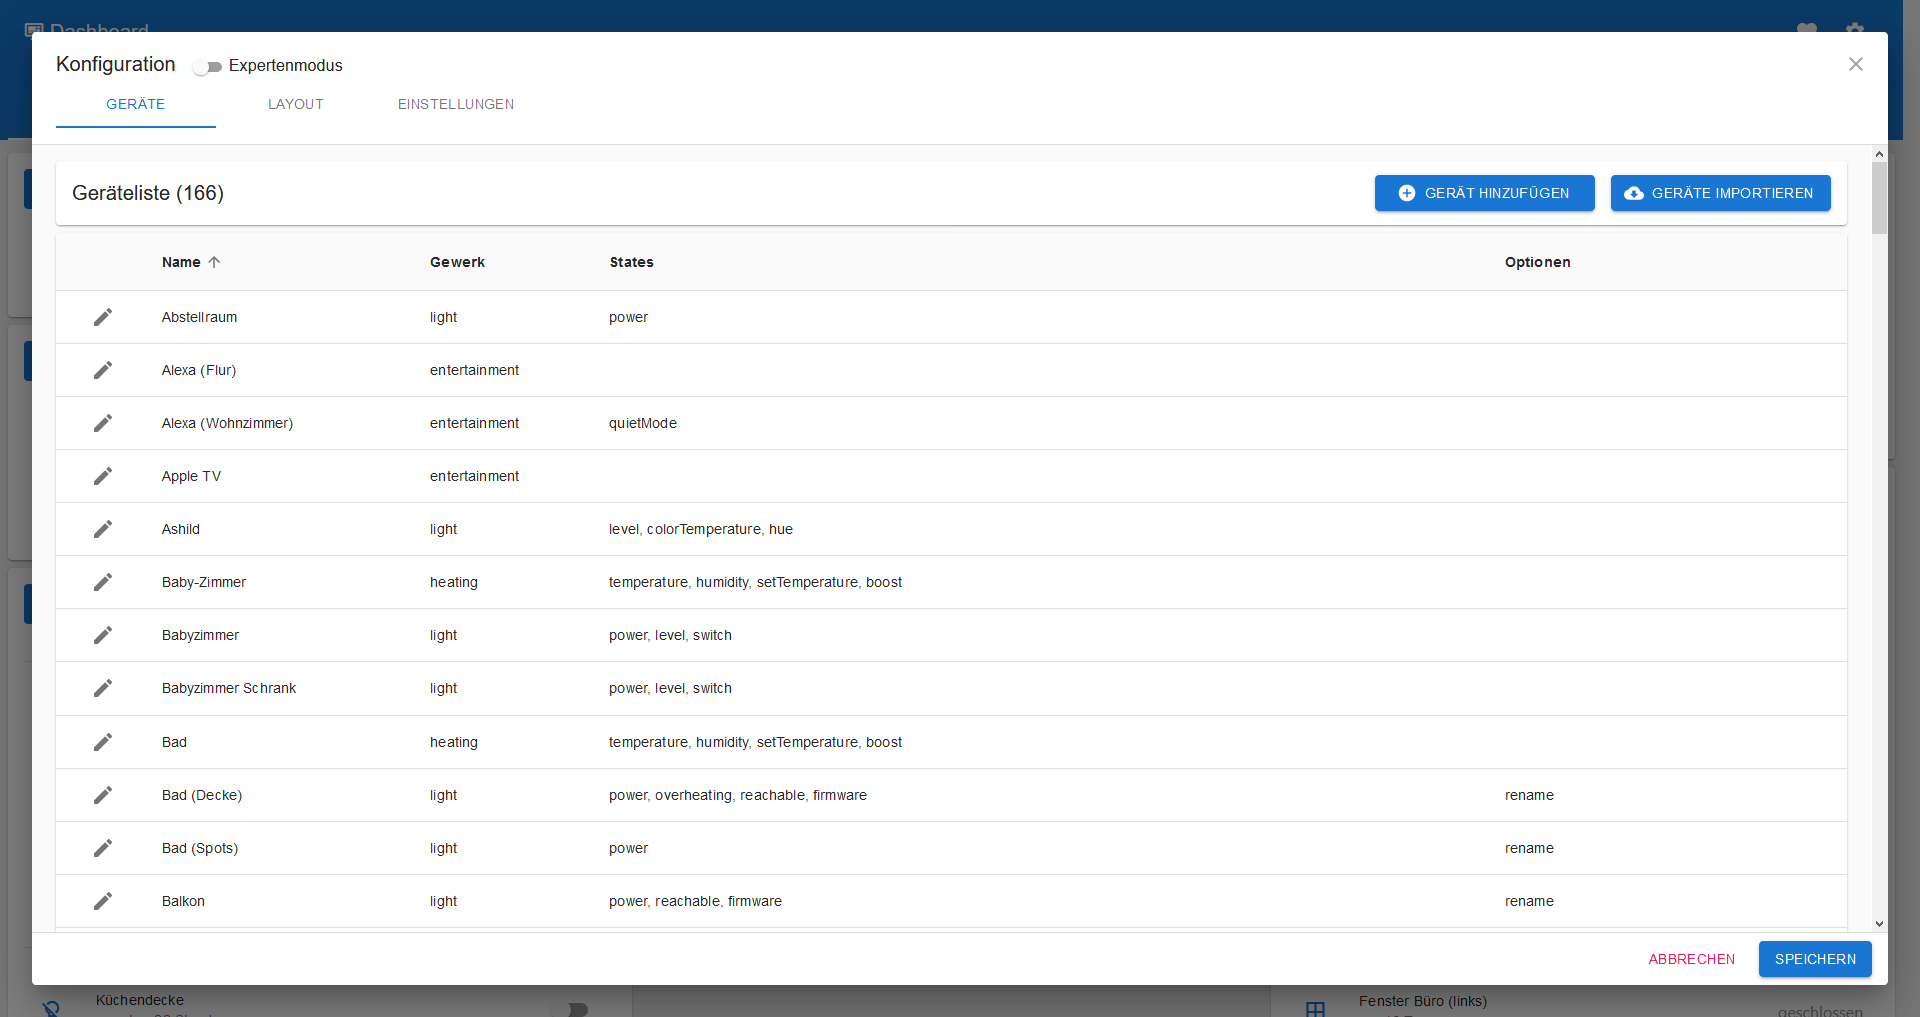 Dashboard
Konfiguration Expertenmodus
GERÄTE LAYOUT EINSTELLUNGEN
Geräteliste (166) GERÄT HINZUFÜGEN GERÄTE IMPORTIEREN
Name Gewerk States Optionen
Abstellraum light power
Alexa (Flur) entertainment
Alexa (Wohnzimmer) entertainment quietMode
Apple TV entertainment
Ashild light level, colorTemperature, hue
Baby-Zimmer heating temperature, humidity, setTemperature, boost
Babyzimmer light power, level, switch
Babyzimmer Schrank light power, level, switch
Bad heating temperature, humidity, setTemperature, boost
Bad (Decke) light power, overheating, reachable, firmware rename
Bad (Spots) light power rename
Balkon light power, reachable, firmware rename
ABBRECHEN SPEICHERN
Küchendecke Fenster Büro (links)
geschlossen